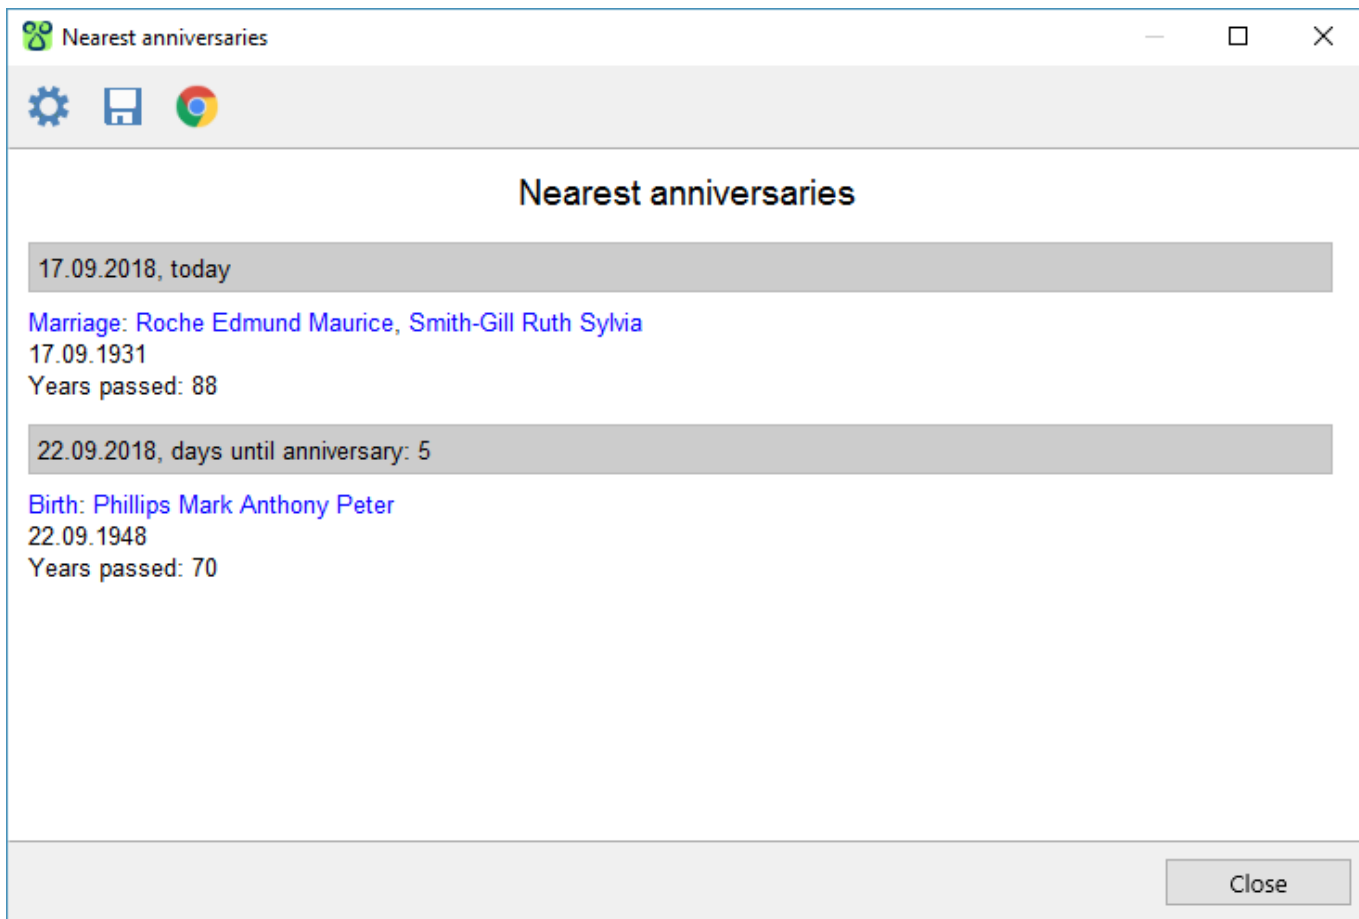 Nearest anniversaries
Nearest anniversaries
17.09.2018, today
Marriage: Roche Edmund Maurice, Smith-Gill Ruth Sylvia
17.09.1931
Years passed: 88
22.09.2018, days until anniversary: 5
Birth: Phillips Mark Anthony Peter
22.09.1948
Years passed: 70
Close